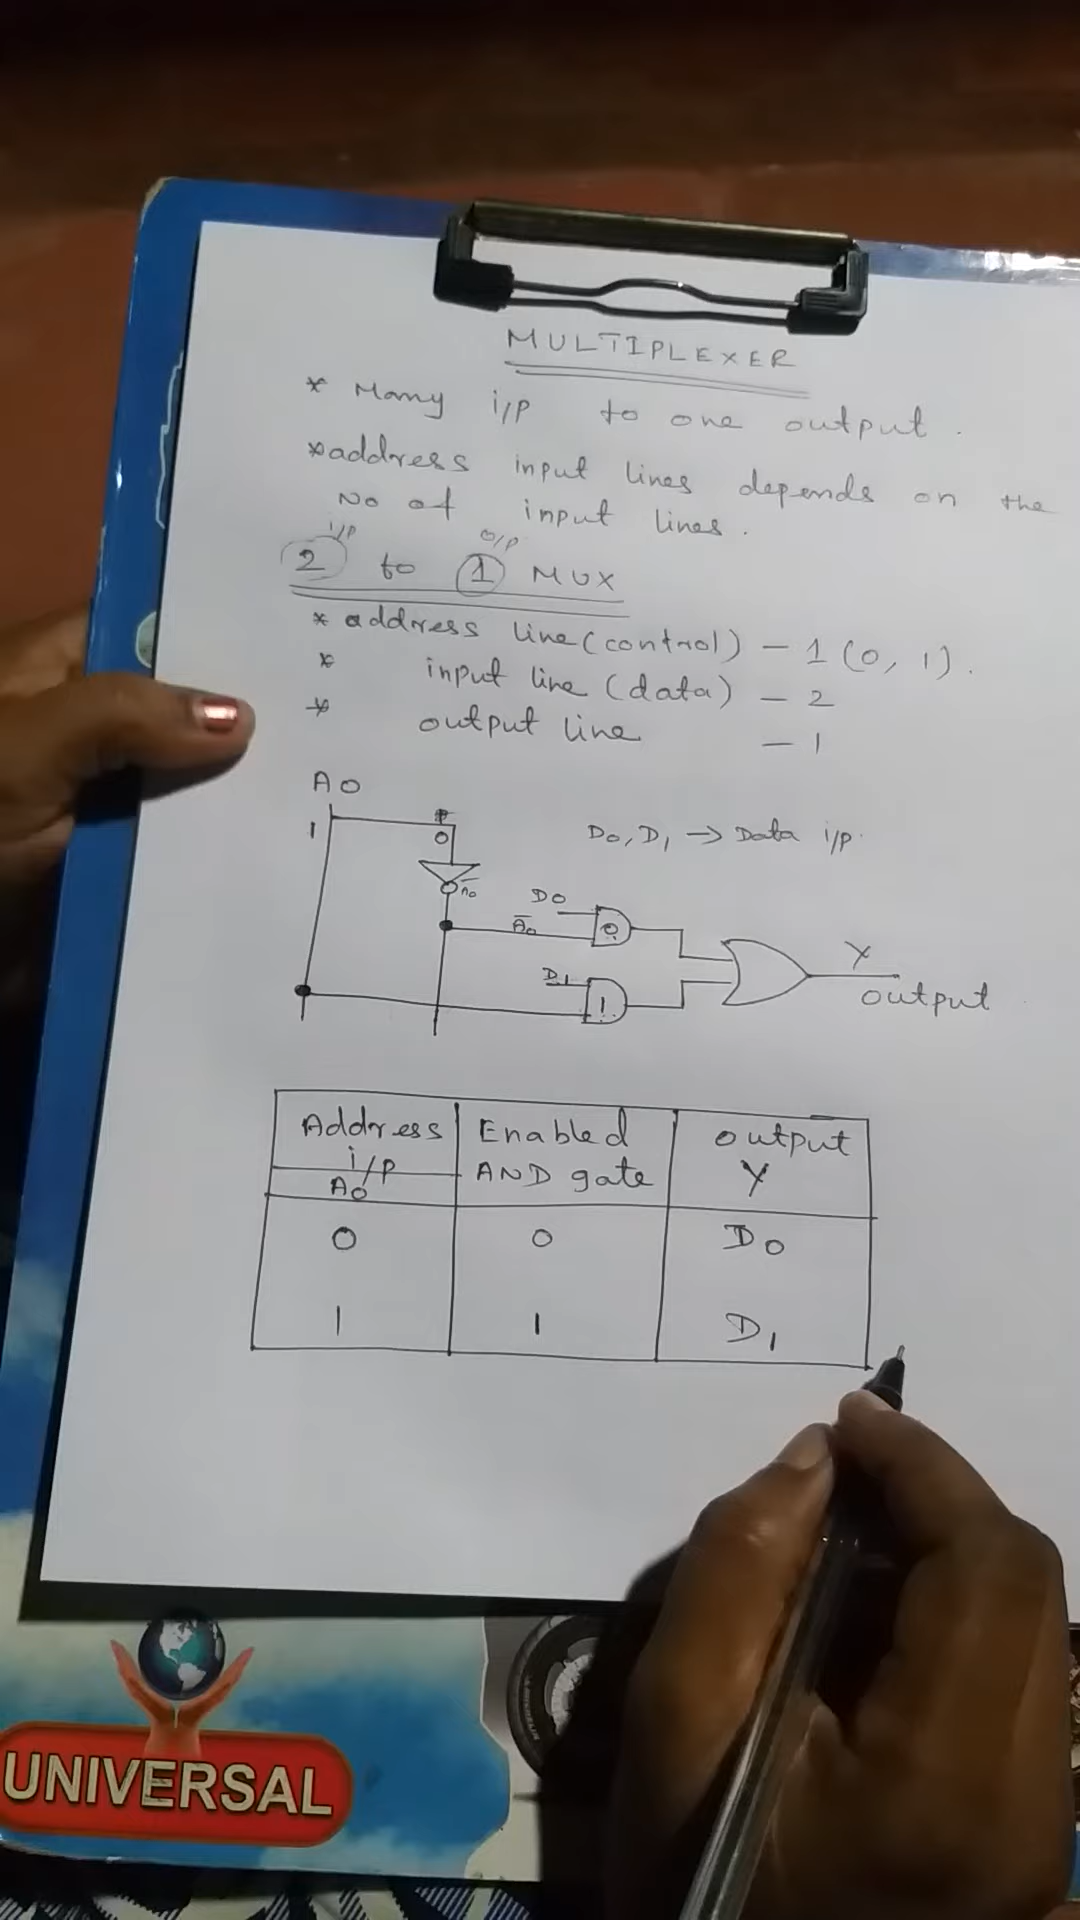 MULTIPLEXER
* Many i/p to one output.
* address input lines depends on the
No of input lines.
i/p o/p
2 to 1 MUX
* address line (control) - 1 (0, 1).
* input line (data) - 2
* output line - 1
A0
1 0
D0, D1 → Data i/p.
A̅0
D0
A̅0 0
Y
D1
1
output
Address i/p | Enabled AND gate | output Y
A0
0 0 D0
1 1 D1
UNIVERSAL